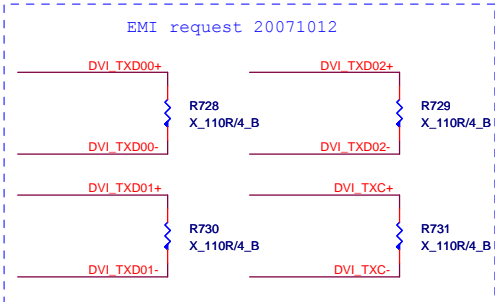 EMI request 20071012
DVI_TXD00+
DVI_TXD02+
R728
X_110R/4_B
R729
X_110R/4_B
DVI_TXD00-
DVI_TXD02-
DVI_TXD01+
DVI_TXC+
R730
X_110R/4_B
R731
X_110R/4_B
DVI_TXD01-
DVI_TXC-